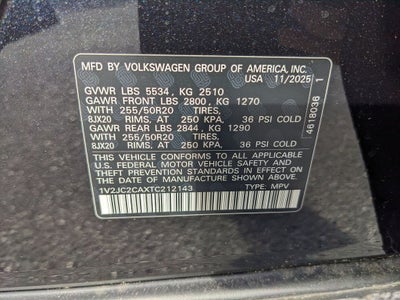 MFD BY VOLKSWAGEN GROUP OF AMERICA, INC.
USA 11/2025
GVWR LBS 5534, KG 2510
GAWR FRONT LBS 2800, KG 1270
WITH 255/50R20 TIRES,
8JX20 RIMS, AT 250 KPA, 36 PSI COLD
GAWR REAR LBS 2844, KG 1290
WITH 255/50R20 TIRES,
8JX20 RIMS, AT 250 KPA, 36 PSI COLD
THIS VEHICLE CONFORMS TO ALL APPLICABLE
U.S. FEDERAL MOTOR VEHICLE SAFETY BUMPER AND
THEFT PREVENTION STANDARDS IN EFFECT ON THE
DATE OF MANUFACTURE SHOWN ABOVE.
1V2JC2CAXTC212143 TYPE: MPV
4618036 1